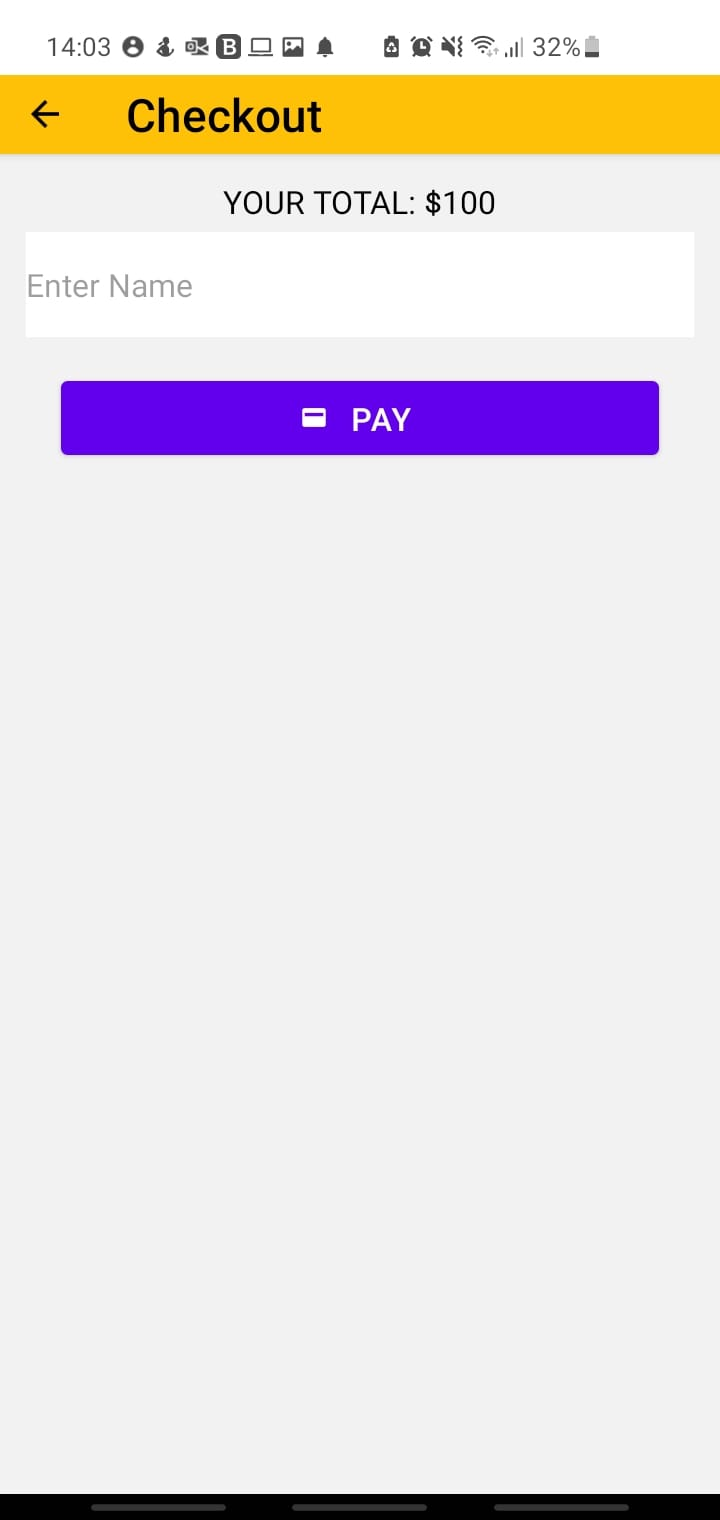 14:03 B 32%
Checkout
YOUR TOTAL: $100
Enter Name
PAY